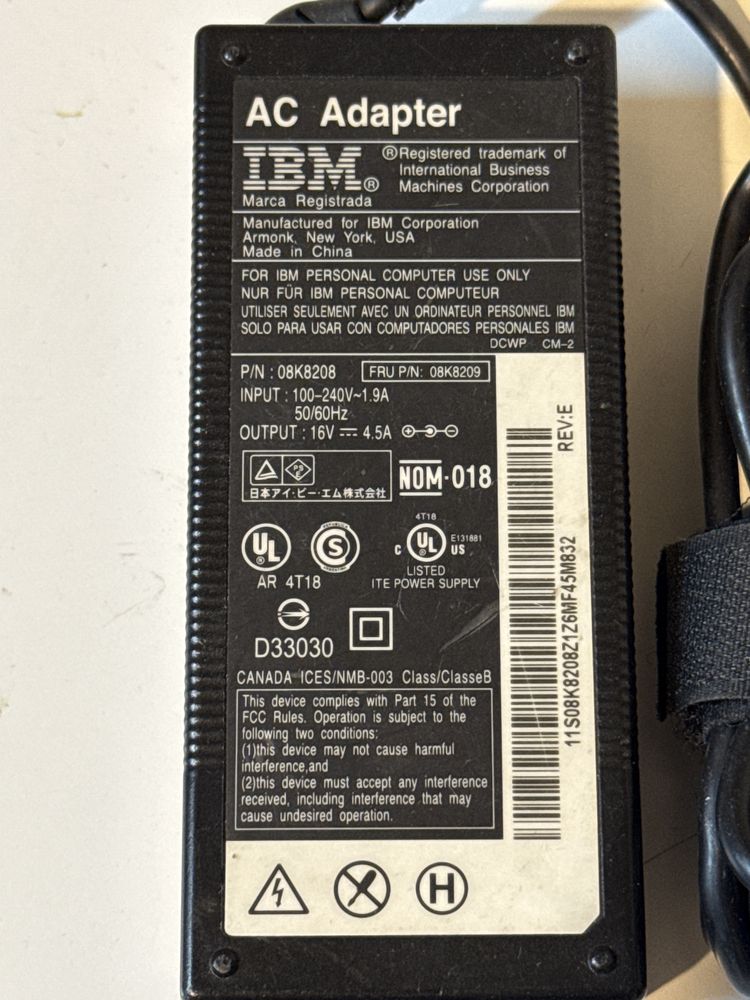 AC Adapter
IBM®
Marca Registrada
®Registered trademark of
International Business
Machines Corporation
Manufactured for IBM Corporation
Armonk, New York, USA
Made in China
FOR IBM PERSONAL COMPUTER USE ONLY
NUR FÜR IBM PERSONAL COMPUTEUR
UTILISER SEULEMENT AVEC UN ORDINATEUR PERSONNEL IBM
SOLO PARA USAR CON COMPUTADORES PERSONALES IBM
DCWP CM-2
P/N : 08K8208
FRU P/N: 08K8209
INPUT : 100-240V~1.9A
50/60Hz
OUTPUT : 16V ⎓ 4.5A
PSE
日本アイ・ビー・エム株式会社
NOM-018
UL
AR 4T18
S
4T18
C UL US
E131881
LISTED
ITE POWER SUPPLY
D33030
CANADA ICES/NMB-003 Class/ClasseB
This device complies with Part 15 of the
FCC Rules. Operation is subject to the
following two conditions:
(1)this device may not cause harmful
interference,and
(2)this device must accept any interference
received, including interference that may
cause undesired operation.
REV:E
11S08K8208Z1Z6MF45M832
H